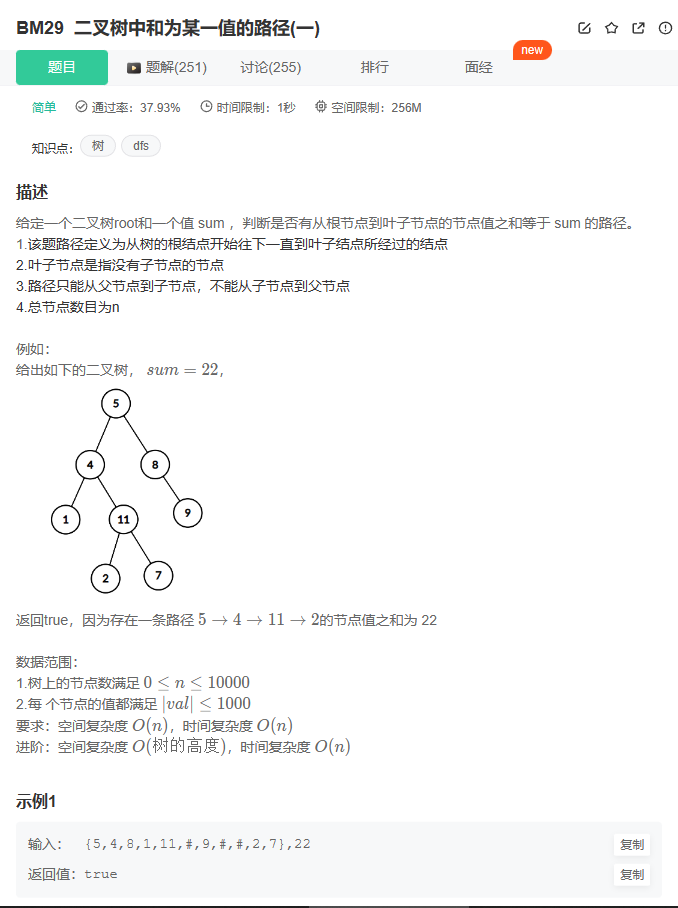 BM29 二叉树中和为某一值的路径(一)
new
题目 题解(251) 讨论(255) 排行 面经
简单 通过率：37.93% 时间限制：1秒 空间限制：256M
知识点： 树 dfs
描述
给定一个二叉树root和一个值 sum ，判断是否有从根节点到叶子节点的节点值之和等于 sum 的路径。
1.该题路径定义为从树的根结点开始往下一直到叶子结点所经过的结点
2.叶子节点是指没有子节点的节点
3.路径只能从父节点到子节点，不能从子节点到父节点
4.总节点数目为n
例如：
给出如下的二叉树， sum = 22，
5
4 8
1 11 9
2 7
返回true，因为存在一条路径 5 → 4 → 11 → 2的节点值之和为 22
数据范围：
1.树上的节点数满足 0 ≤ n ≤ 10000
2.每 个节点的值都满足 |val| ≤ 1000
要求：空间复杂度 O(n)，时间复杂度 O(n)
进阶：空间复杂度 O(树的高度)，时间复杂度 O(n)
示例1
输入： {5,4,8,1,11,#,9,#,#,2,7},22 复制
返回值：true 复制